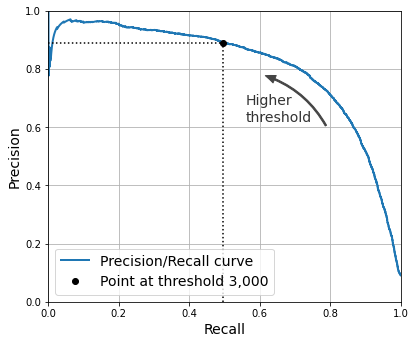 1.0
0.8
0.6
0.4
0.2
0.0
Precision
Higher
threshold
Precision/Recall curve
Point at threshold 3,000
0.0 0.2 0.4 0.6 0.8 1.0
Recall